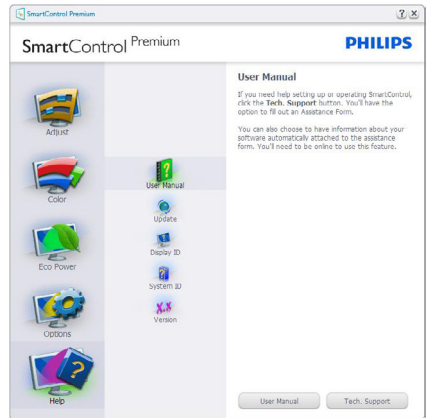 SmartControl Premium
? X
SmartControl Premium
PHILIPS
Adjust
Color
Eco Power
Options
Help
User Manual
Update
Display ID
System ID
X.X
Version
User Manual
If you need help setting up or operating SmartControl,
click the Tech. Support button. You'll have the
option to fill out an Assistance Form.
You can also choose to have information about your
software automatically attached to the assistance
form. You'll need to be online to use this feature.
User Manual
Tech. Support